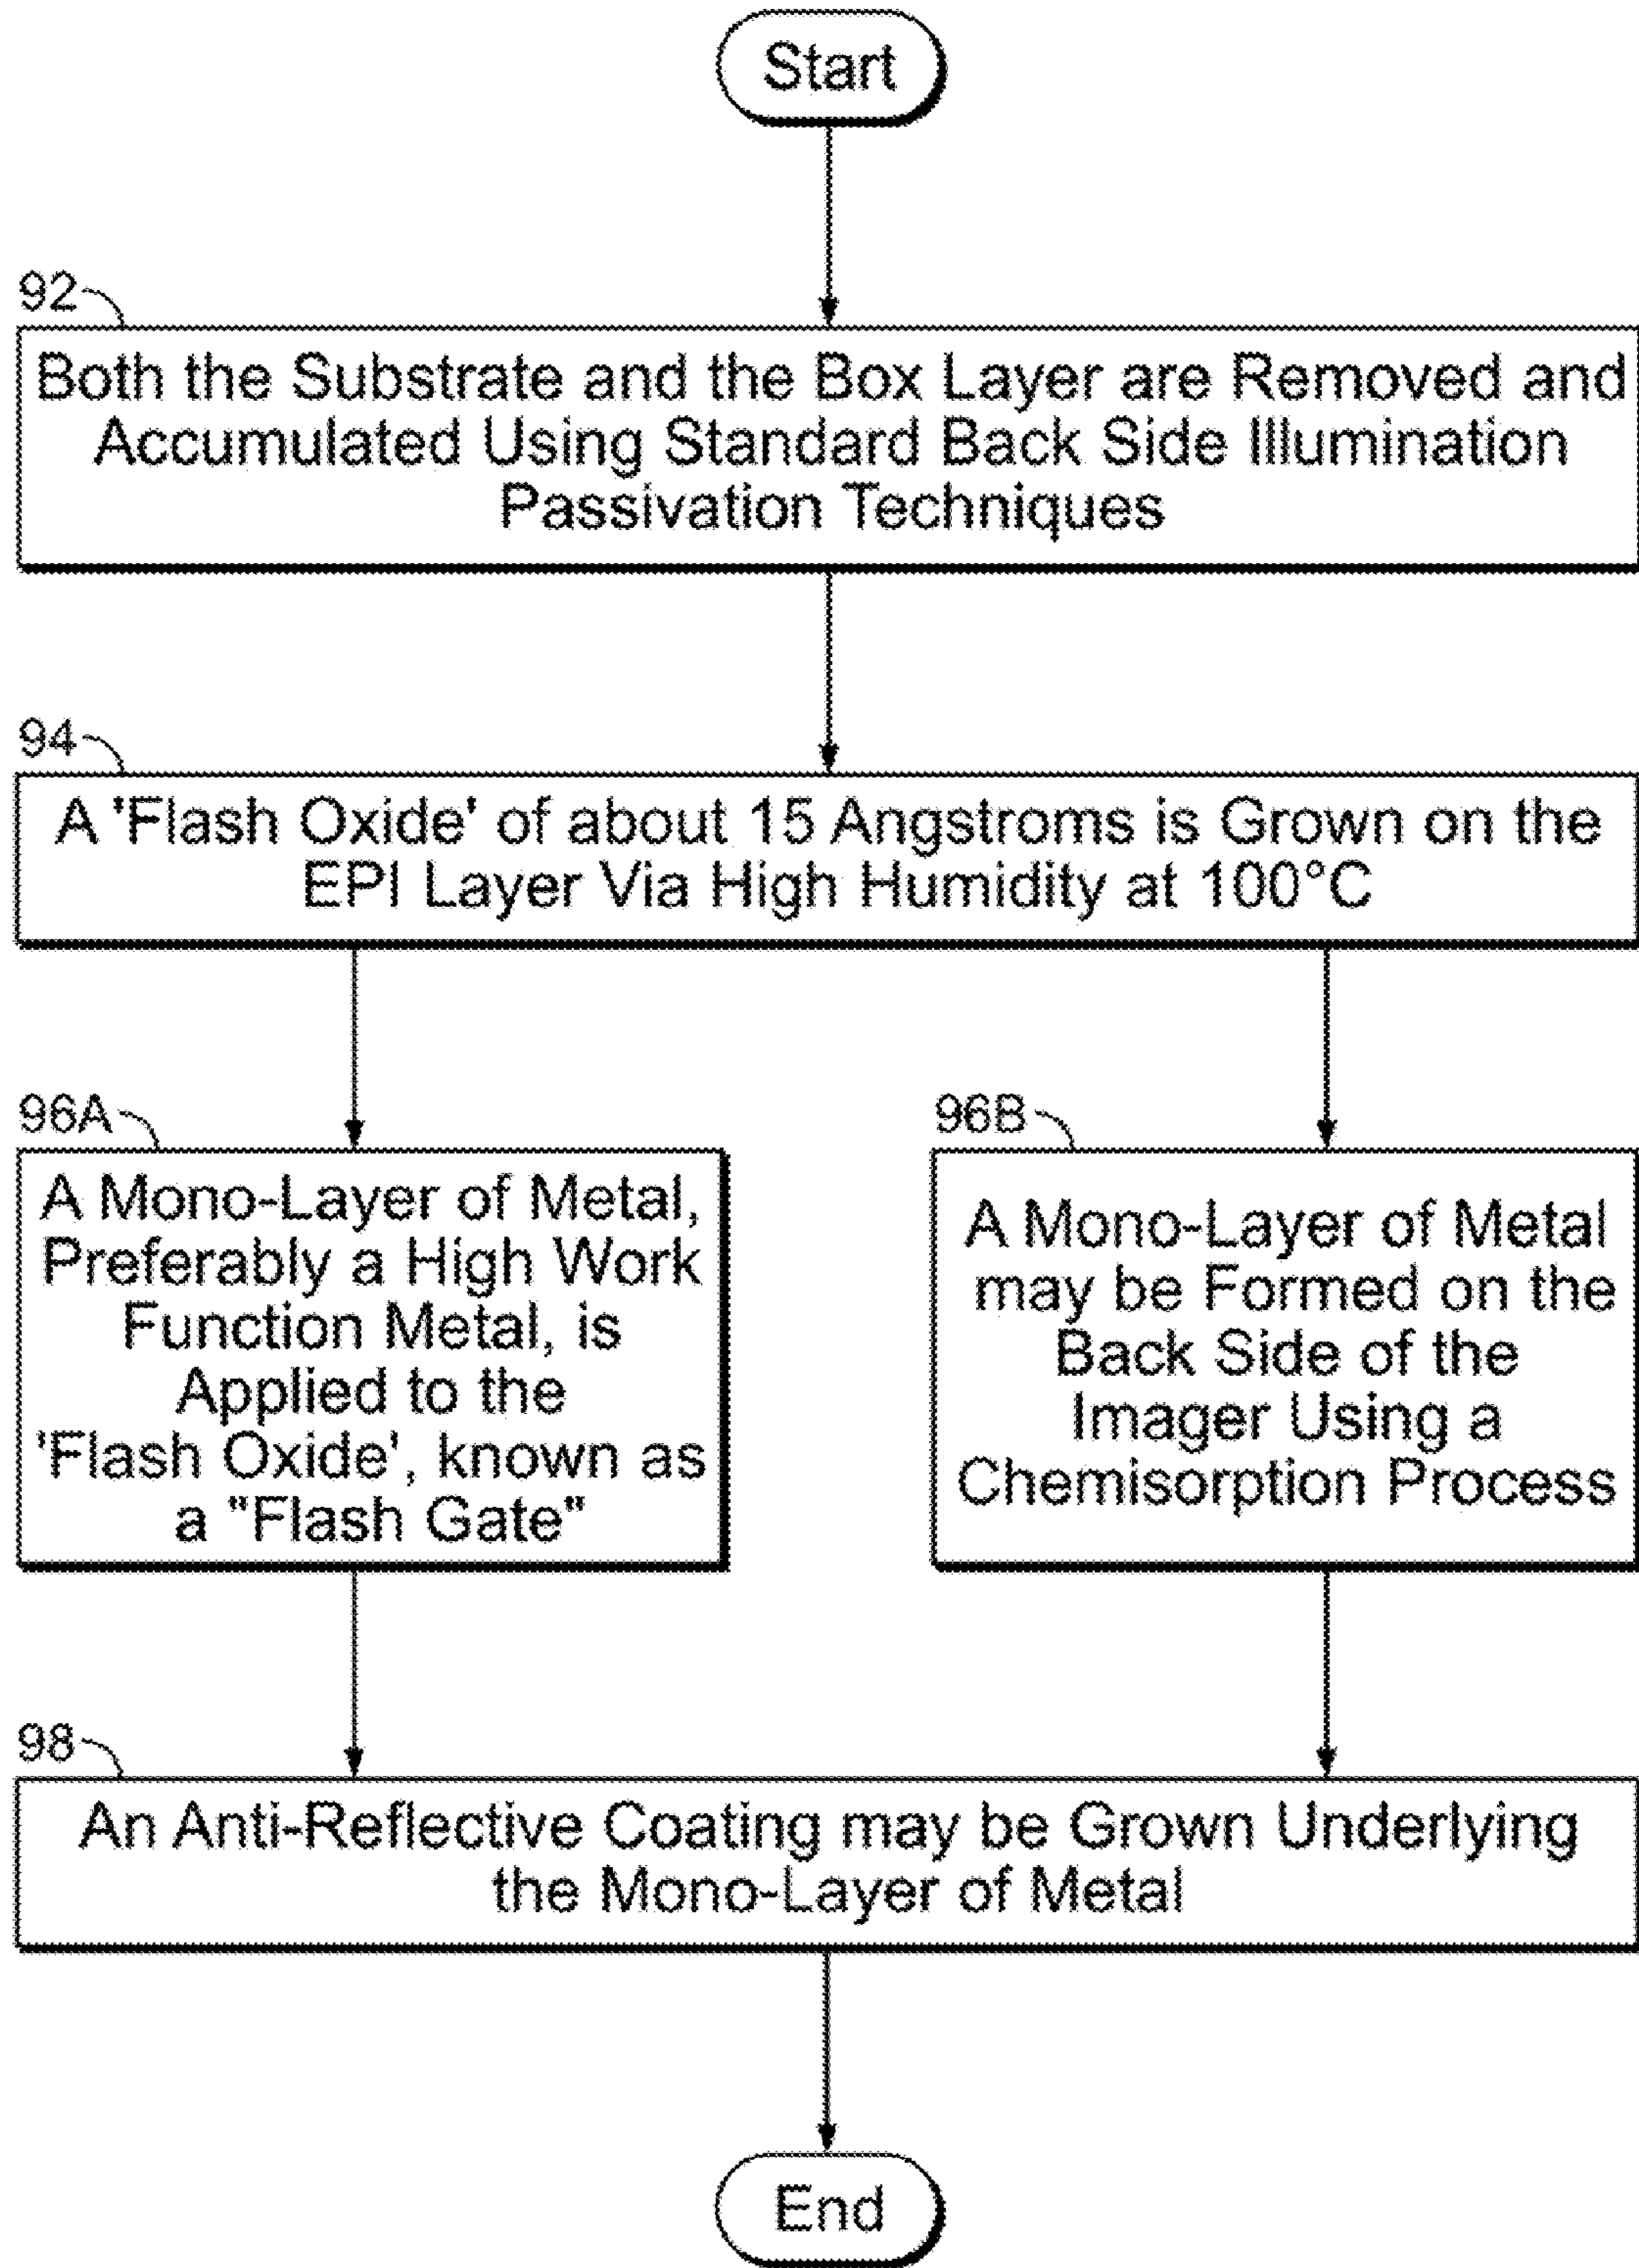 Start
92
Both the Substrate and the Box Layer are Removed and
Accumulated Using Standard Back Side Illumination
Passivation Techniques
94
A 'Flash Oxide' of about 15 Angstroms is Grown on the
EPI Layer Via High Humidity at 100°C
96A
A Mono-Layer of Metal,
Preferably a High Work
Function Metal, is
Applied to the
'Flash Oxide', known as
a "Flash Gate"
96B
A Mono-Layer of Metal
may be Formed on the
Back Side of the
Imager Using a
Chemisorption Process
98
An Anti-Reflective Coating may be Grown Underlying
the Mono-Layer of Metal
End